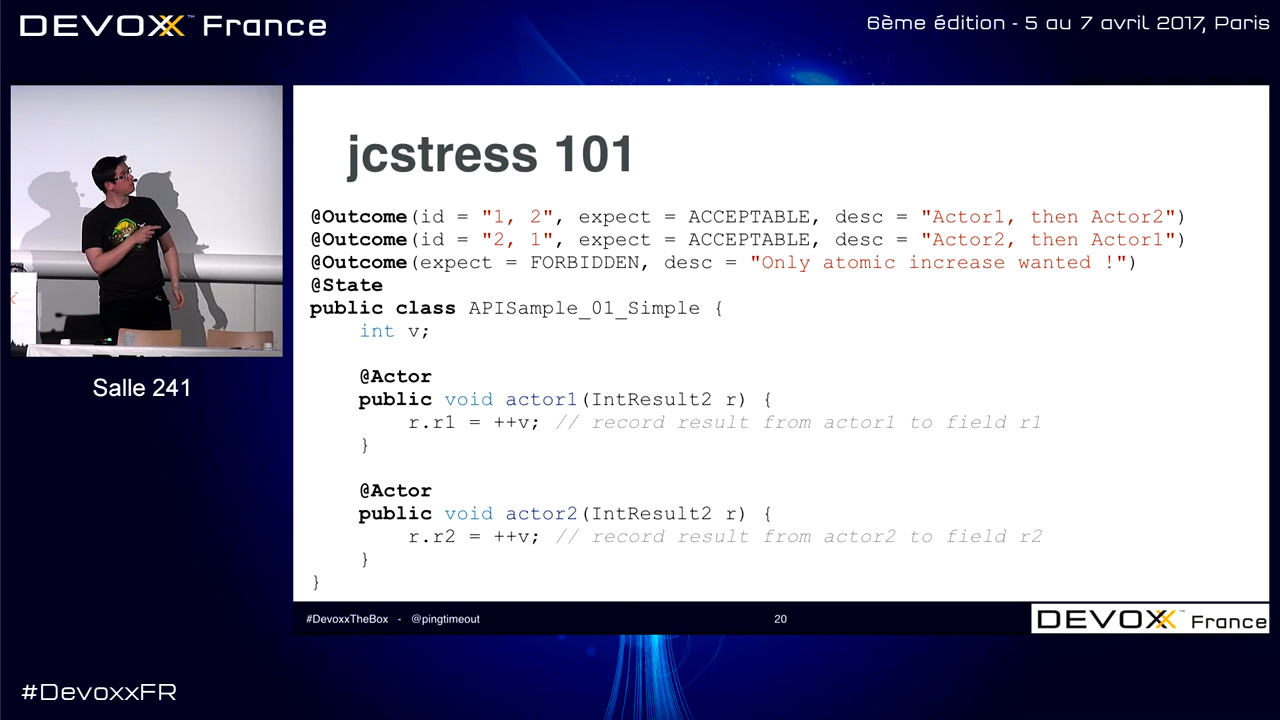 DEVOXX™ France
6ème édition - 5 au 7 avril 2017, Paris
jcstress 101
@Outcome(id = "1, 2", expect = ACCEPTABLE, desc = "Actor1, then Actor2")
@Outcome(id = "2, 1", expect = ACCEPTABLE, desc = "Actor2, then Actor1")
@Outcome(expect = FORBIDDEN, desc = "Only atomic increase wanted !")
@State
public class APISample_01_Simple {
int v;
@Actor
public void actor1(IntResult2 r) {
r.r1 = ++v; // record result from actor1 to field r1
}
@Actor
public void actor2(IntResult2 r) {
r.r2 = ++v; // record result from actor2 to field r2
}
}
Salle 241
#DevoxxTheBox - @pingtimeout
20
DEVOXX™ France
#DevoxxFR